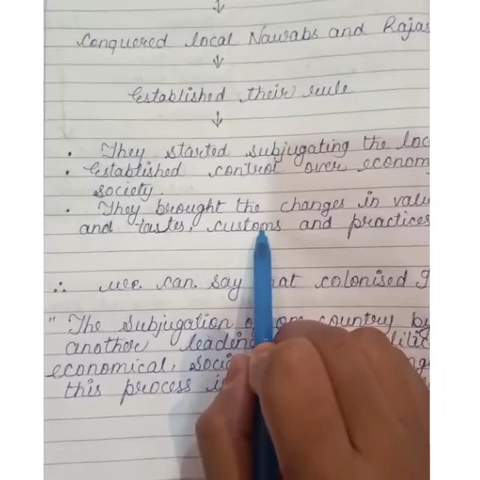 Conquered local Nawabs and Rajas
Established their rule
• They started subjugating the loc
• Established control over econom
society.
• They brought the changes in valu
and tastes, customs and practices
∴ we can say that colonised I
" The subjugation of one country by
another leading
economical,
this process i